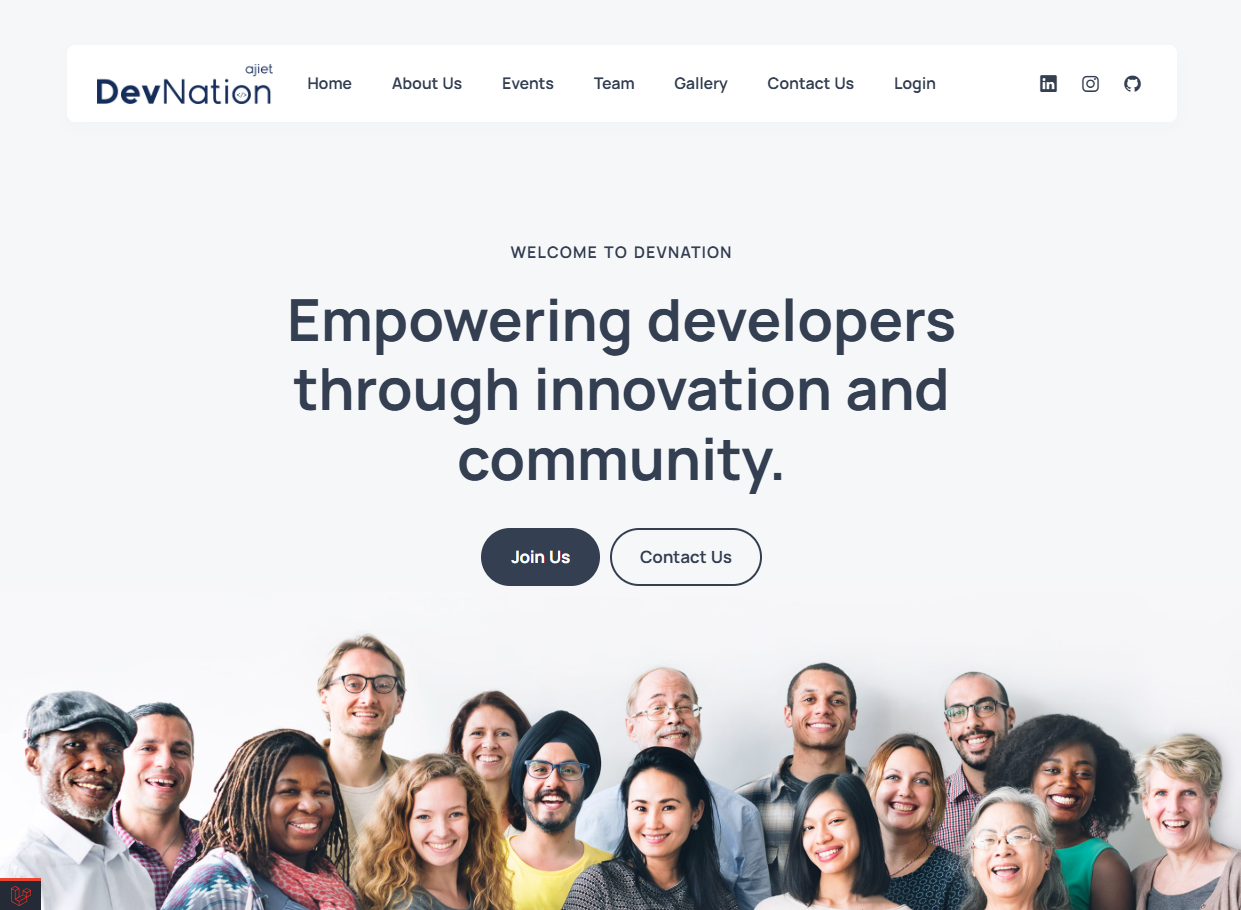 ajiet
DevNation
Home About Us Events Team Gallery Contact Us Login
WELCOME TO DEVNATION
Empowering developers
through innovation and
community.
Join Us Contact Us